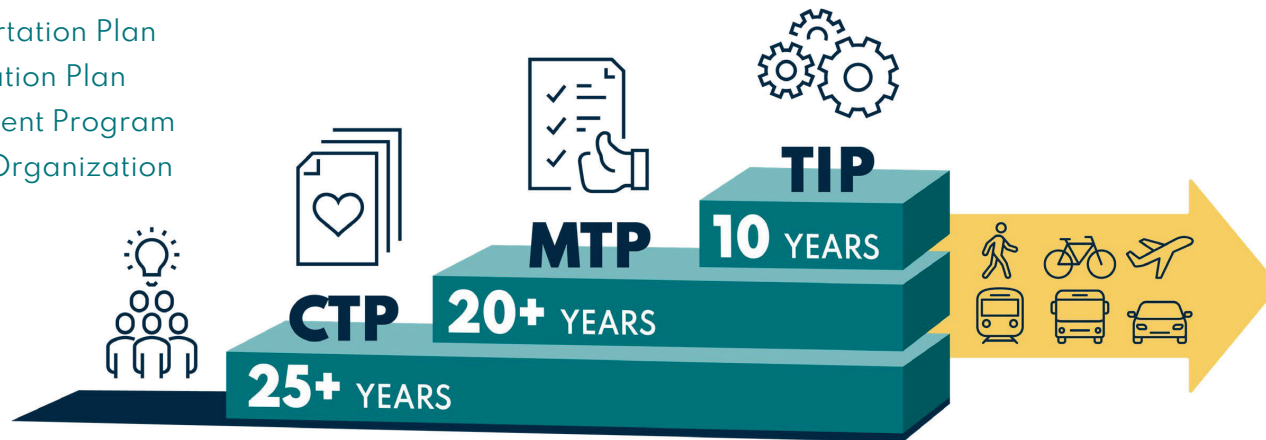 rtation Plan
ation Plan
ent Program
Organization
TIP
10 YEARS
MTP
20+ YEARS
CTP
25+ YEARS